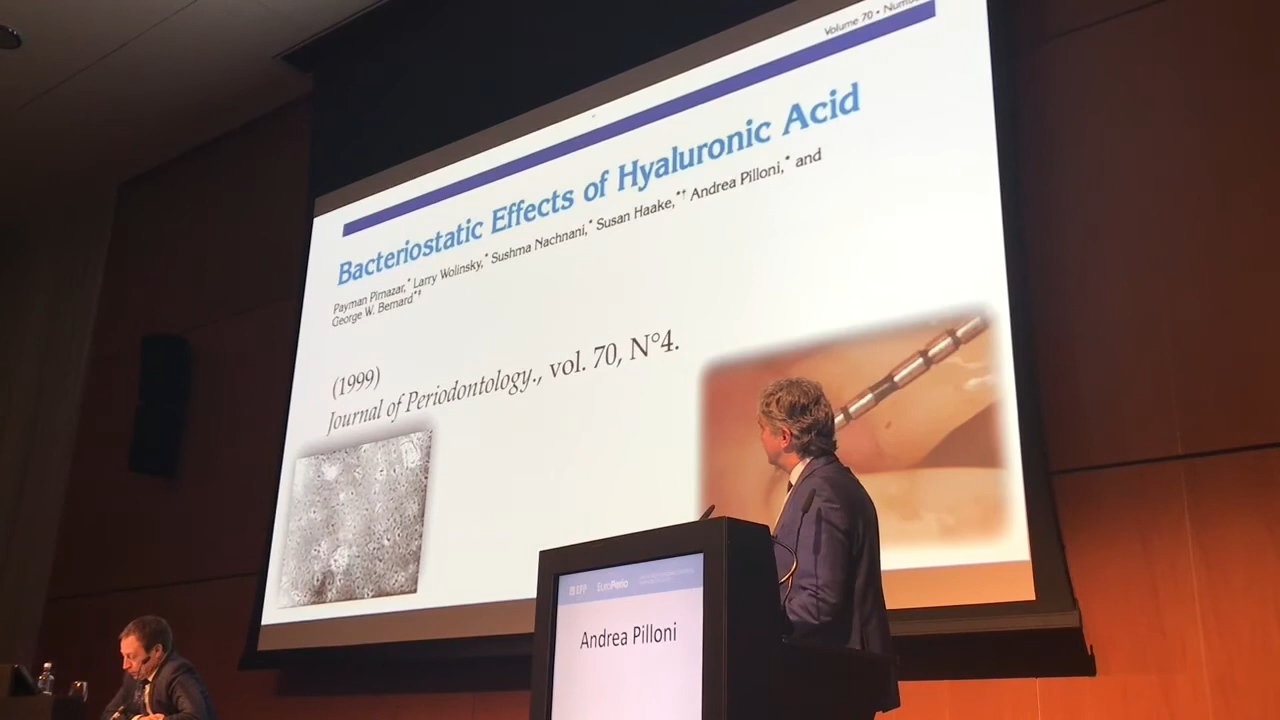 Volume 70 •
Bacteriostatic Effects of Hyaluronic Acid
Payman Pirnazar,* Larry Wolinsky,* Sushma Nachnani,* Susan Haake,*† Andrea Pilloni,* and
George W. Bernard*‡
(1999)
Journal of Periodontology., vol. 70, N°4.
EFP EuroPerio
Andrea Pilloni